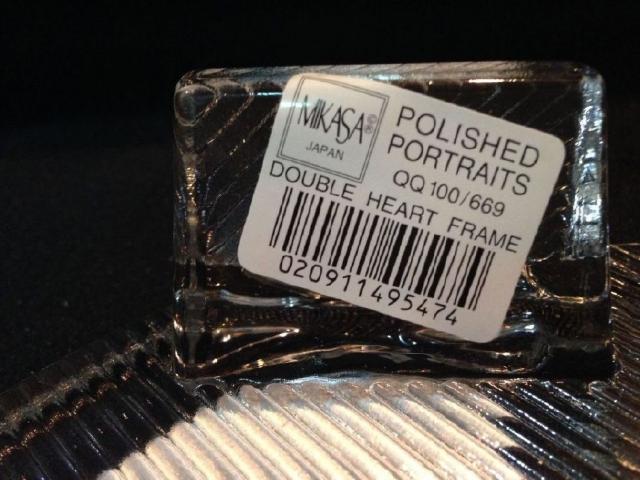 MIKASA ©®
JAPAN
POLISHED
PORTRAITS
QQ 100/669
DOUBLE HEART FRAME
020911495474